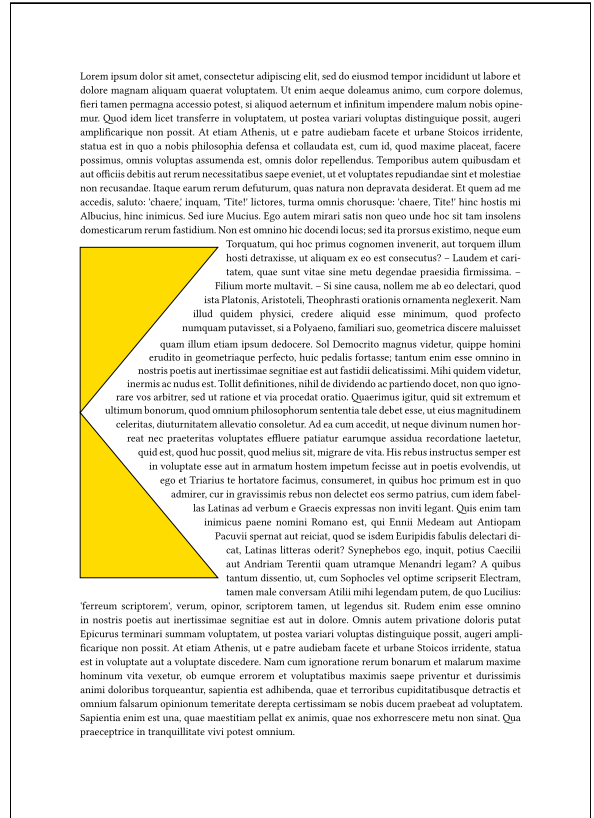 Lorem ipsum dolor sit amet, consectetur adipiscing elit, sed do eiusmod tempor incididunt ut labore et
dolore magnam aliquam quaerat voluptatem. Ut enim aeque doleamus animo, cum corpore dolemus,
fieri tamen permagna accessio potest, si aliquod aeternum et infinitum impendere malum nobis opine-
mur. Quod idem licet transferre in voluptatem, ut postea variari voluptas distinguique possit, augeri
amplificarique non possit. At etiam Athenis, ut e patre audiebam facete et urbane Stoicos irridente,
statua est in quo a nobis philosophia defensa et collaudata est, cum id, quod maxime placeat, facere
possimus, omnis voluptas assumenda est, omnis dolor repellendus. Temporibus autem quibusdam et
aut officiis debitis aut rerum necessitatibus saepe eveniet, ut et voluptates repudiandae sint et molestiae
non recusandae. Itaque earum rerum defuturum, quas natura non depravata desiderat. Et quem ad me
accedis, saluto: 'chaere,' inquam, 'Tite!' lictores, turma omnis chorusque: 'chaere, Tite!' hinc hostis mi
Albucius, hinc inimicus. Sed iure Mucius. Ego autem mirari satis non queo unde hoc sit tam insolens
domesticarum rerum fastidium. Non est omnino hic docendi locus; sed ita prorsus existimo, neque eum
Torquatum, qui hoc primus cognomen invenerit, aut torquem illum
hosti detraxisse, ut aliquam ex eo est consecutus? – Laudem et cari-
tatem, quae sunt vitae sine metu degendae praesidia firmissima. –
Filium morte multavit. – Si sine causa, nollem me ab eo delectari, quod
ista Platonis, Aristoteli, Theophrasti orationis ornamenta neglexerit. Nam
illud quidem physici, credere aliquid esse minimum, quod profecto
numquam putavisset, si a Polyaeno, familiari suo, geometrica discere maluisset
quam illum etiam ipsum dedocere. Sol Democrito magnus videtur, quippe homini
erudito in geometriaque perfecto, huic pedalis fortasse; tantum enim esse omnino in
nostris poetis aut inertissimae segnitiae est aut fastidii delicatissimi. Mihi quidem videtur,
inermis ac nudus est. Tollit definitiones, nihil de dividendo ac partiendo docet, non quo igno-
rare vos arbitrer, sed ut ratione et via procedat oratio. Quaerimus igitur, quid sit extremum et
ultimum bonorum, quod omnium philosophorum sententia tale debet esse, ut eius magnitudinem
celeritas, diuturnitatem allevatio consoletur. Ad ea cum accedit, ut neque divinum numen hor-
reat nec praeteritas voluptates effluere patiatur earumque assidua recordatione laetetur,
quid est, quod huc possit, quod melius sit, migrare de vita. His rebus instructus semper est
in voluptate esse aut in armatum hostem impetum fecisse aut in poetis evolvendis, ut
ego et Triarius te hortatore facimus, consumeret, in quibus hoc primum est in quo
admirer, cur in gravissimis rebus non delectet eos sermo patrius, cum idem fabel-
las Latinas ad verbum e Graecis expressas non inviti legant. Quis enim tam
inimicus paene nomini Romano est, qui Ennii Medeam aut Antiopam
Pacuvii spernat aut reiciat, quod se isdem Euripidis fabulis delectari di-
cat, Latinas litteras oderit? Synephebos ego, inquit, potius Caecilii
aut Andriam Terentii quam utramque Menandri legam? A quibus
tantum dissentio, ut, cum Sophocles vel optime scripserit Electram,
tamen male conversam Atilii mihi legendam putem, de quo Lucilius:
'ferreum scriptorem', verum, opinor, scriptorem tamen, ut legendus sit. Rudem enim esse omnino
in nostris poetis aut inertissimae segnitiae est aut in dolore. Omnis autem privatione doloris putat
Epicurus terminari summam voluptatem, ut postea variari voluptas distinguique possit, augeri ampli-
ficarique non possit. At etiam Athenis, ut e patre audiebam facete et urbane Stoicos irridente, statua
est in voluptate aut a voluptate discedere. Nam cum ignoratione rerum bonarum et malarum maxime
hominum vita vexetur, ob eumque errorem et voluptatibus maximis saepe priventur et durissimis
animi doloribus torqueantur, sapientia est adhibenda, quae et terroribus cupiditatibusque detractis et
omnium falsarum opinionum temeritate derepta certissimam se nobis ducem praebeat ad voluptatem.
Sapientia enim est una, quae maestitiam pellat ex animis, quae nos exhorrescere metu non sinat. Qua
praeceptrice in tranquillitate vivi potest omnium.